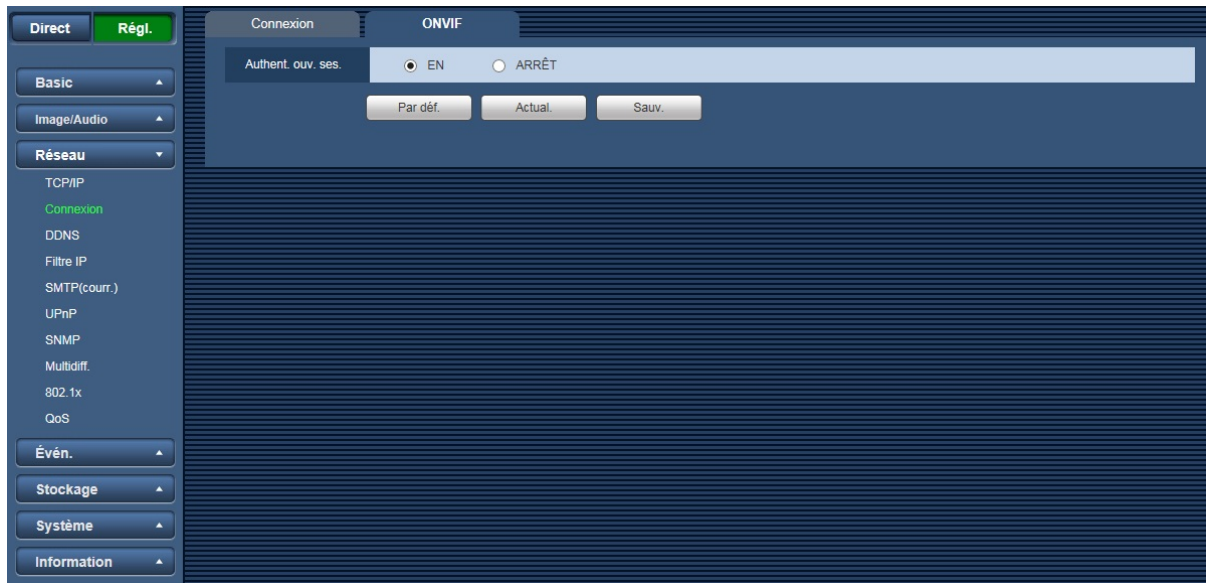 Direct
Régl.
Connexion
ONVIF
Authent. ouv. ses.
EN
ARRÊT
Par déf.
Actual.
Sauv.
Basic
Image/Audio
Réseau
TCP/IP
Connexion
DDNS
Filtre IP
SMTP(courr.)
UPnP
SNMP
Multidiff.
802.1x
QoS
Évén.
Stockage
Système
Information